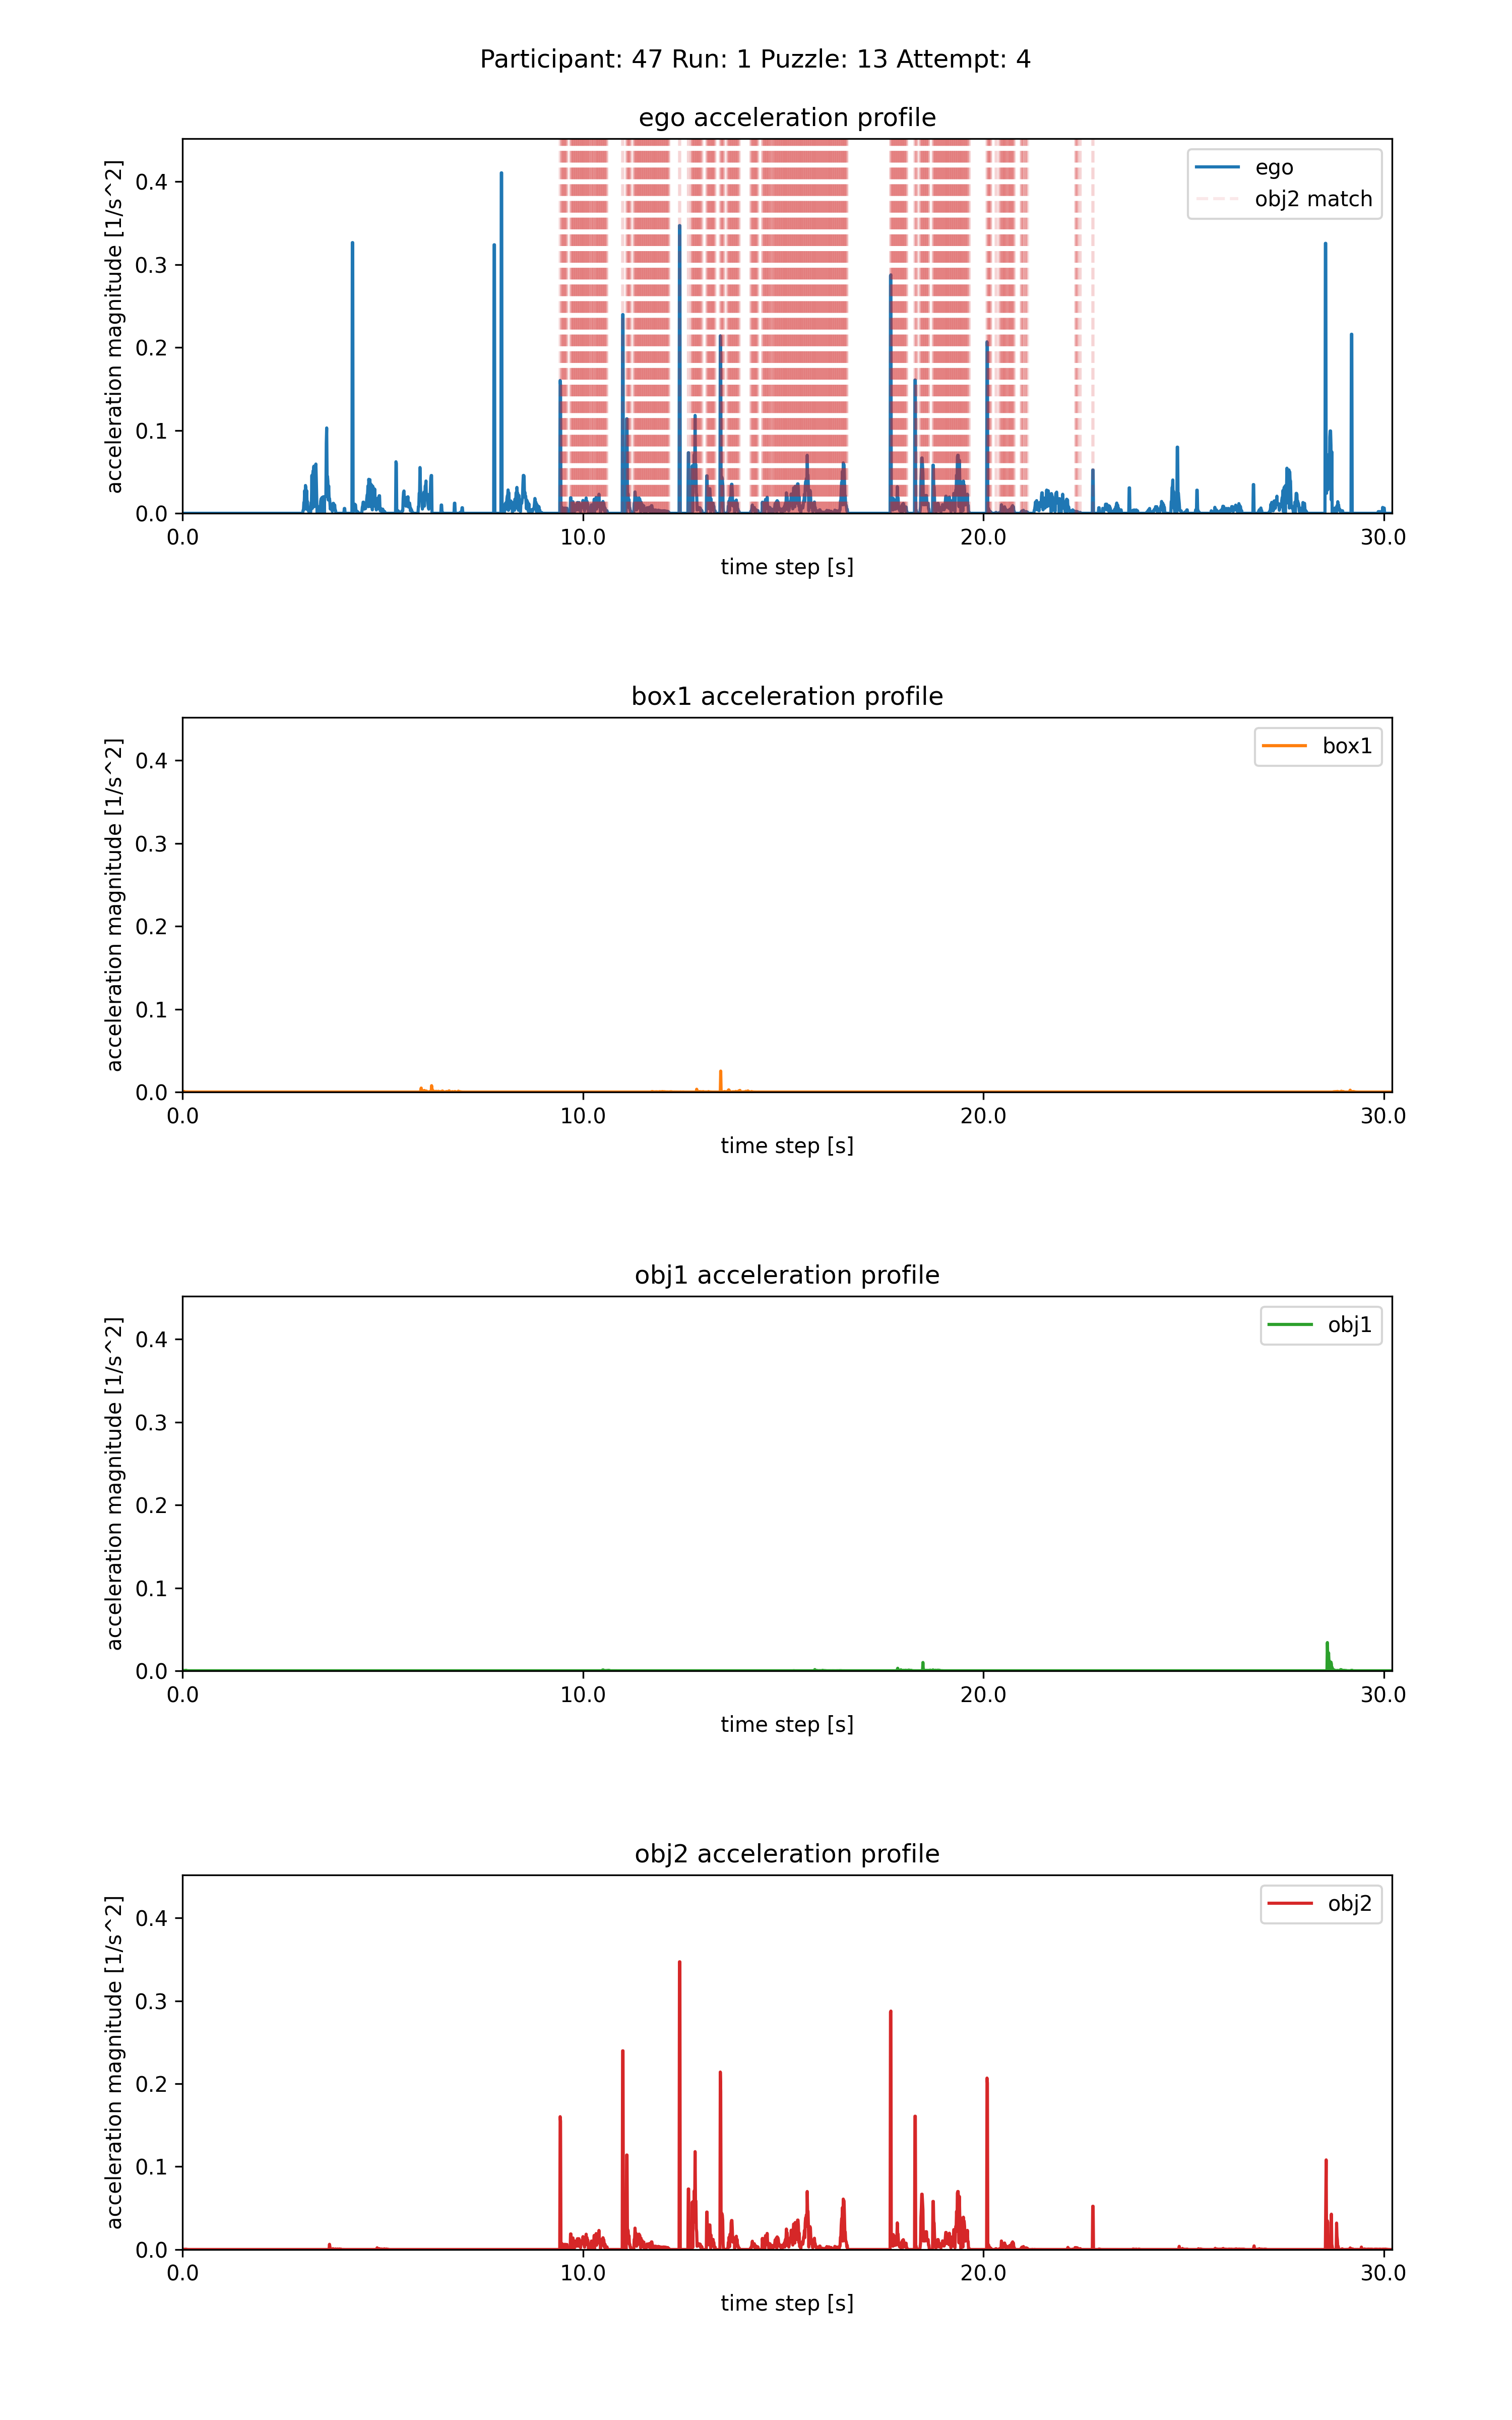 Participant: 47 Run: 1 Puzzle: 13 Attempt: 4
ego acceleration profile
acceleration magnitude [1/s^2]
0.4
0.3
0.2
0.1
0.0
ego
obj2 match
0.0 10.0 20.0 30.0
time step [s]
box1 acceleration profile
acceleration magnitude [1/s^2]
0.4
0.3
0.2
0.1
0.0
box1
0.0 10.0 20.0 30.0
time step [s]
obj1 acceleration profile
acceleration magnitude [1/s^2]
0.4
0.3
0.2
0.1
0.0
obj1
0.0 10.0 20.0 30.0
time step [s]
obj2 acceleration profile
acceleration magnitude [1/s^2]
0.4
0.3
0.2
0.1
0.0
obj2
0.0 10.0 20.0 30.0
time step [s]